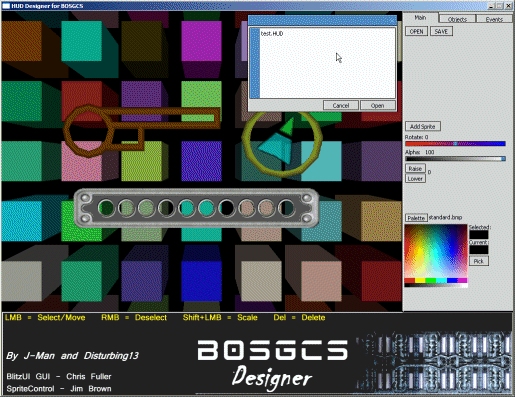 HUD Designer for BOSGCS
test.HUD
Cancel Open
Main Objects Events
OPEN SAVE
Add Sprite
Rotate: 0
Alpha: 100
Raise
0
Lower
Palette standard.bmp
Selected:
Current
Pick
LMB = Select/Move RMB = Deselect Shift+LMB = Scale Del = Delete
By J-Man and Disturbing13
BlitzUI GUI - Chris Fuller
SpriteControl - Jim Brown
BOSGCS
Designer